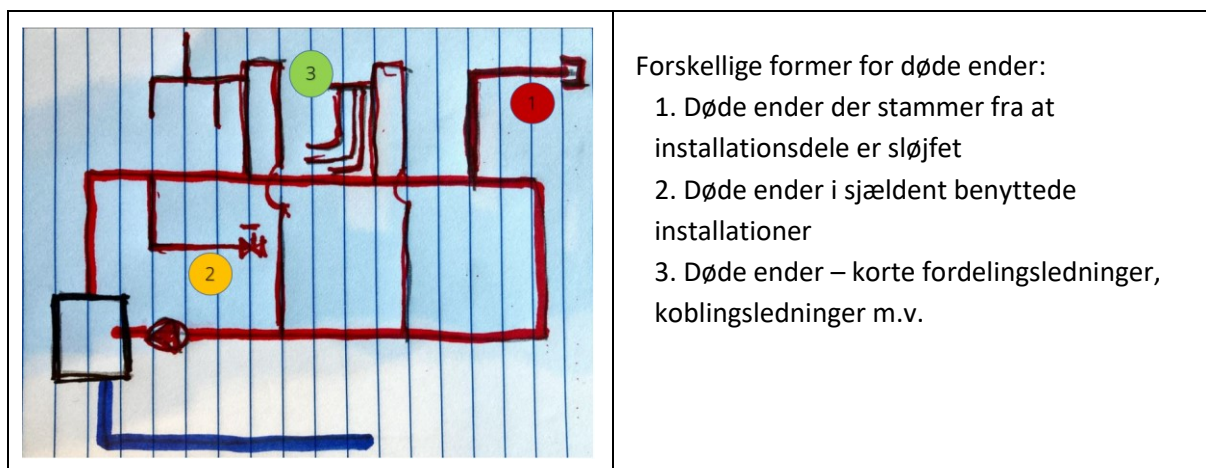 3
1
2
Forskellige former for døde ender:
1. Døde ender der stammer fra at
installationsdele er sløjfet
2. Døde ender i sjældent benyttede
installationer
3. Døde ender – korte fordelingsledninger,
koblingsledninger m.v.